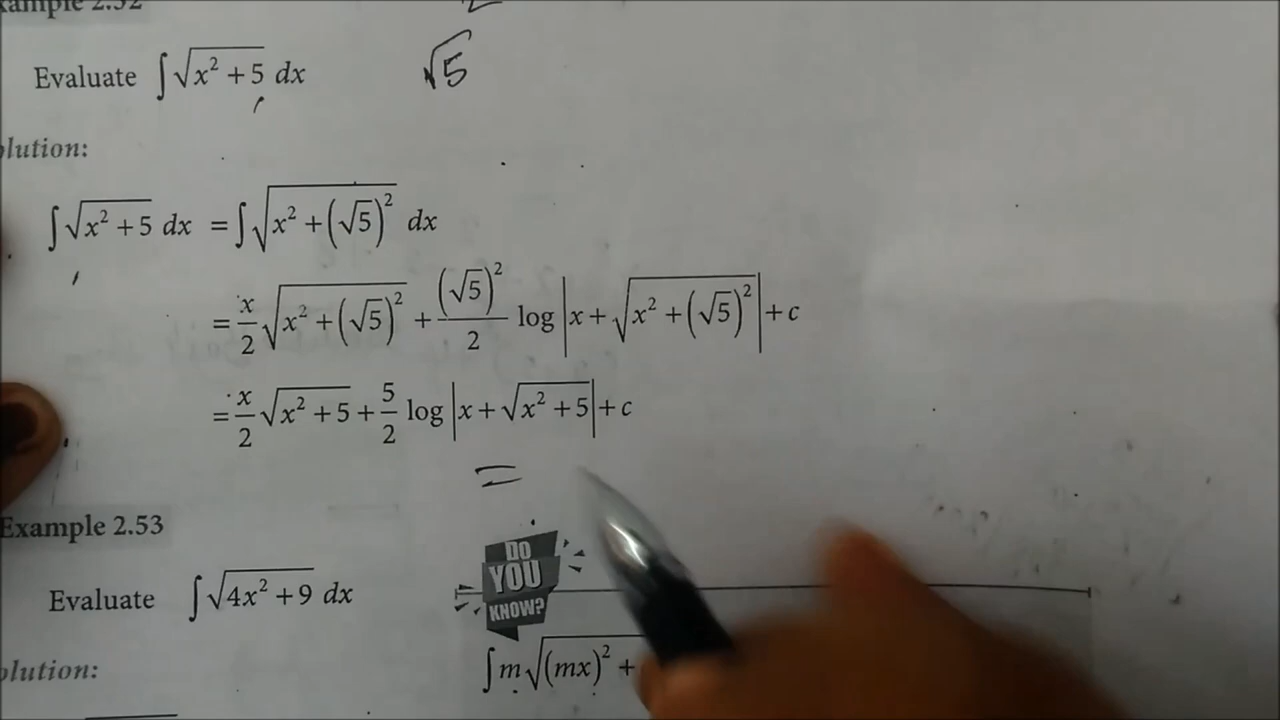 Example 2.52
Evaluate ∫√(x² + 5) dx
√5
olution:
∫√(x² + 5) dx = ∫√(x² + (√5)²) dx
= x/2 √(x² + (√5)²) + (√5)²/2 log |x + √(x² + (√5)²)| + c
= x/2 √(x² + 5) + 5/2 log |x + √(x² + 5)| + c
=
Example 2.53
DO
YOU
KNOW?
Evaluate ∫√(4x² + 9) dx
olution:
∫m√(mx)² +